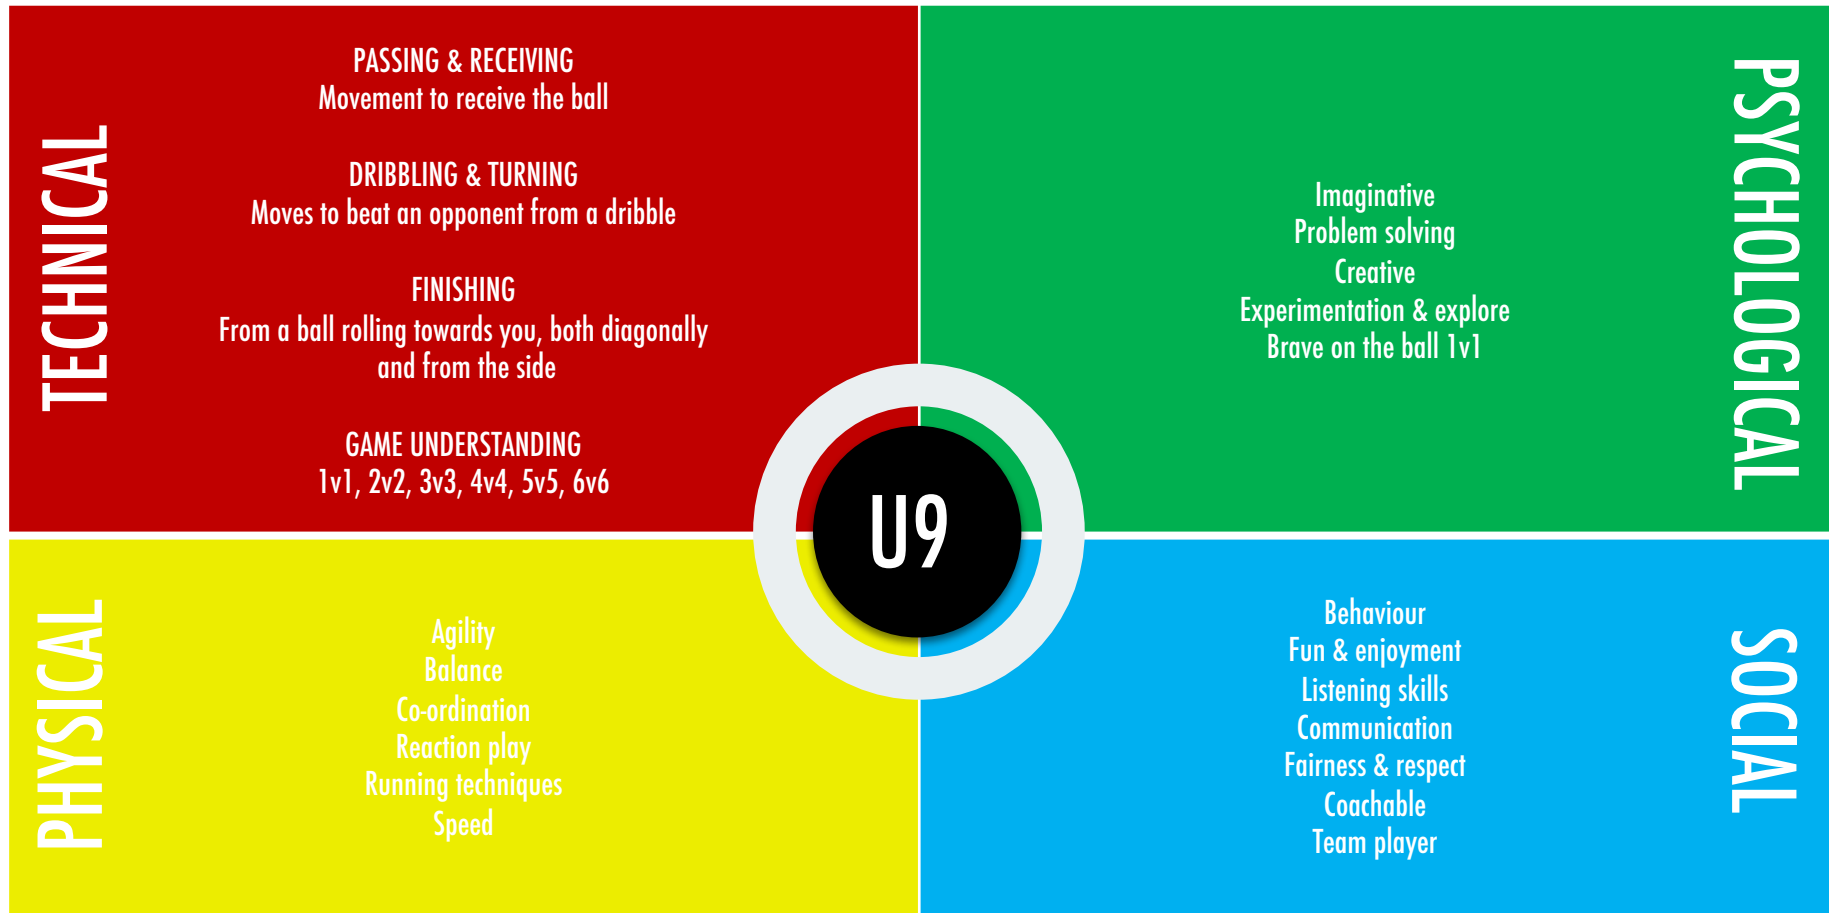 TECHNICAL
PASSING & RECEIVING
Movement to receive the ball
DRIBBLING & TURNING
Moves to beat an opponent from a dribble
FINISHING
From a ball rolling towards you, both diagonally
and from the side
GAME UNDERSTANDING
1v1, 2v2, 3v3, 4v4, 5v5, 6v6
PSYCHOLOGICAL
Imaginative
Problem solving
Creative
Experimentation & explore
Brave on the ball 1v1
U9
PHYSICAL
Agility
Balance
Co-ordination
Reaction play
Running techniques
Speed
SOCIAL
Behaviour
Fun & enjoyment
Listening skills
Communication
Fairness & respect
Coachable
Team player